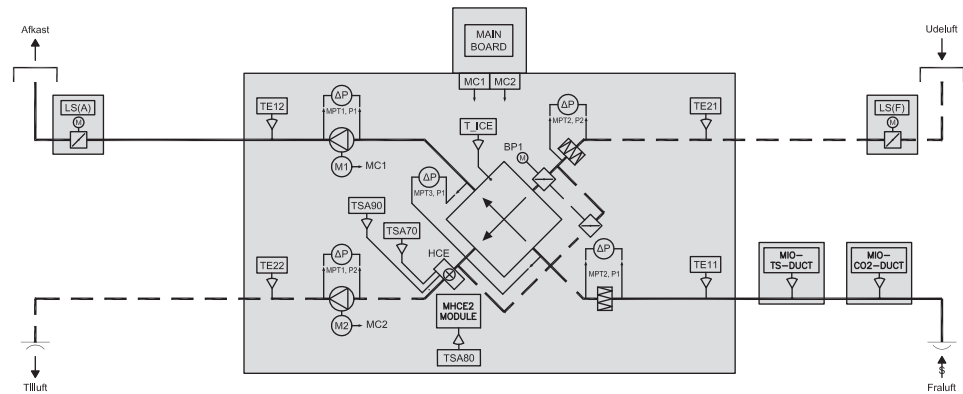 Afkast
MAIN
BOARD
Udeluft
MC1 MC2
LS(A)
M
TE12
ΔP
MPT1, P1
M1
MC1
T_ICE
BP1
M
ΔP
MPT2, P2
TE21
LS(F)
M
ΔP
MPT3, P1
TSA90
TSA70
HCE
TE22
ΔP
MPT1, P2
M2
MC2
MHCE2
MODULE
TSA80
ΔP
MPT2, P1
TE11
MIO-
TS-DUCT
MIO-
CO2-DUCT
Tilluft
Fraluft